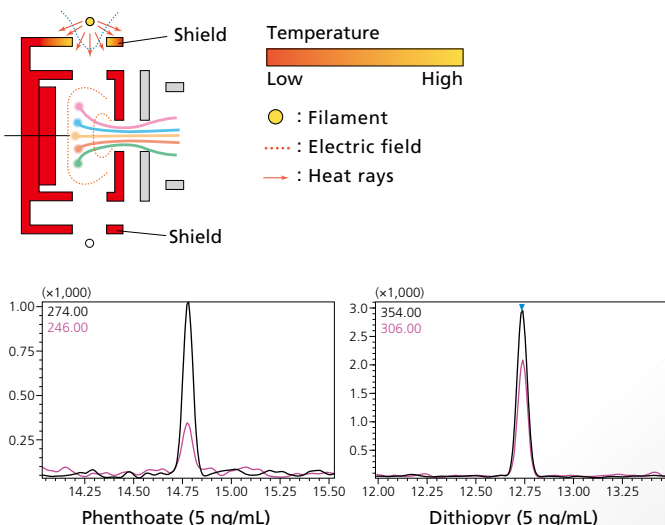 Shield
Temperature
Low High
: Filament
: Electric field
: Heat rays
Shield
(×1,000)
274.00
246.00
1.00
0.75
0.50
0.25
14.25 14.50 14.75 15.00 15.25 15.50
Phenthoate (5 ng/mL)
(×1,000)
354.00
306.00
3.0
2.5
2.0
1.5
1.0
0.5
12.00 12.25 12.50 12.75 13.00 13.25
Dithiopyr (5 ng/mL)